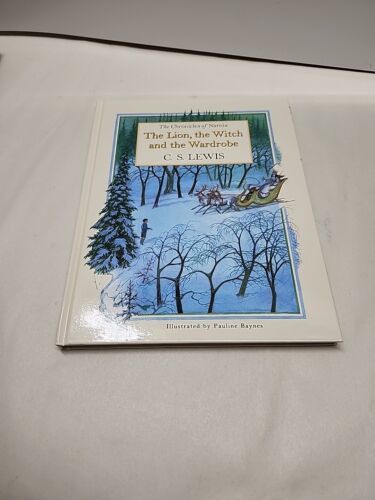 The Chronicles of Narnia
The Lion, the Witch
and the Wardrobe
C. S. LEWIS
Illustrated by Pauline Baynes